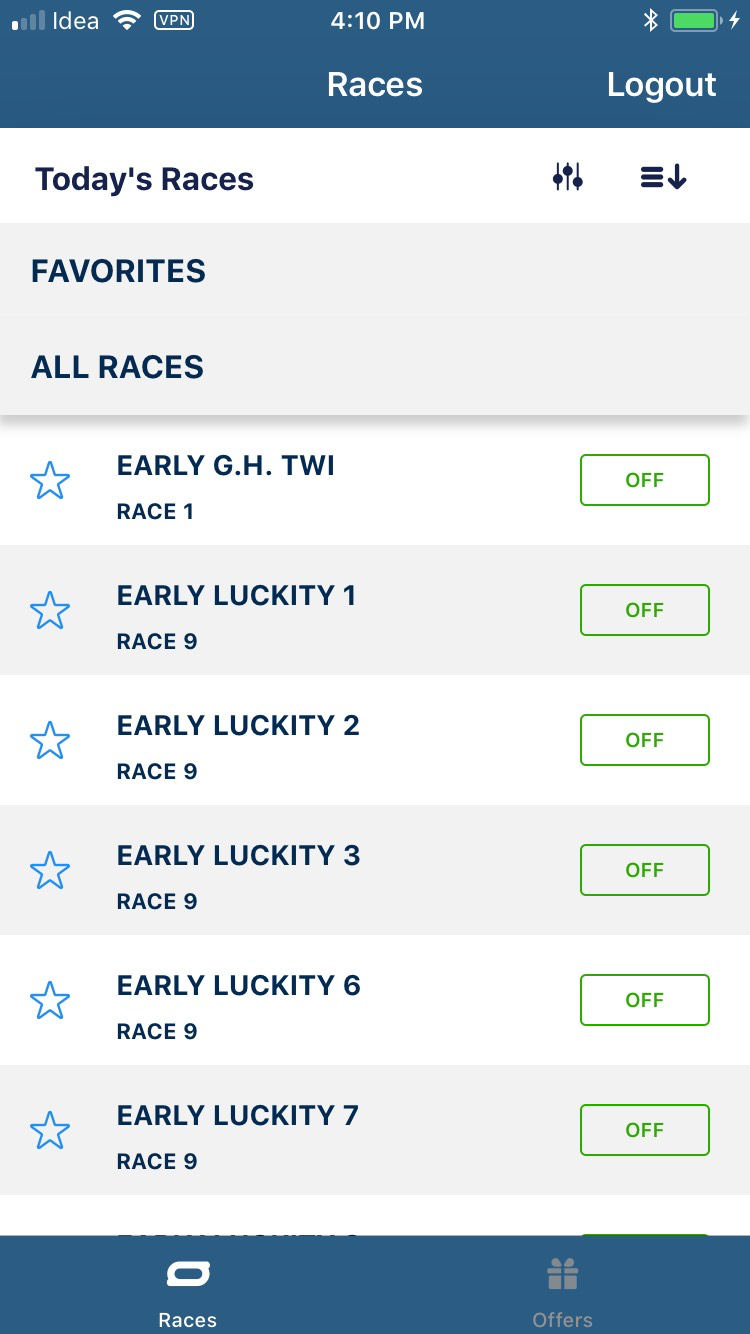 Idea VPN 4:10 PM
Races Logout
Today's Races
FAVORITES
ALL RACES
EARLY G.H. TWI
RACE 1
OFF
EARLY LUCKITY 1
RACE 9
OFF
EARLY LUCKITY 2
RACE 9
OFF
EARLY LUCKITY 3
RACE 9
OFF
EARLY LUCKITY 6
RACE 9
OFF
EARLY LUCKITY 7
RACE 9
OFF
Races Offers